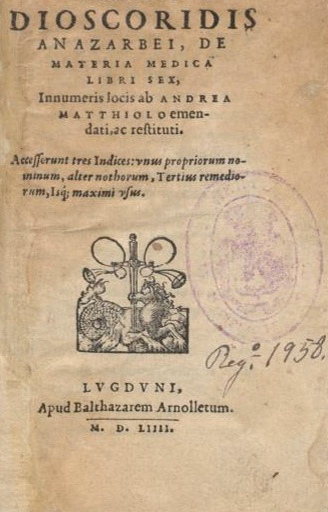 DIOSCORIDIS
ANAZARBEI, DE
MATERIA MEDICA
LIBRI SEX,
Innumeris locis ab ANDREA
MATTHIOLO emen-
dati, ac restituti.
Accesserunt tres Indices: vnus propriorum no-
minum, alter nothorum, Tertius remedio-
rum, Isq; maximi vsus.
LVGDVNI,
Apud Balthazarem Arnolletum.
M. D. LIIII.
Reg.º 1958.